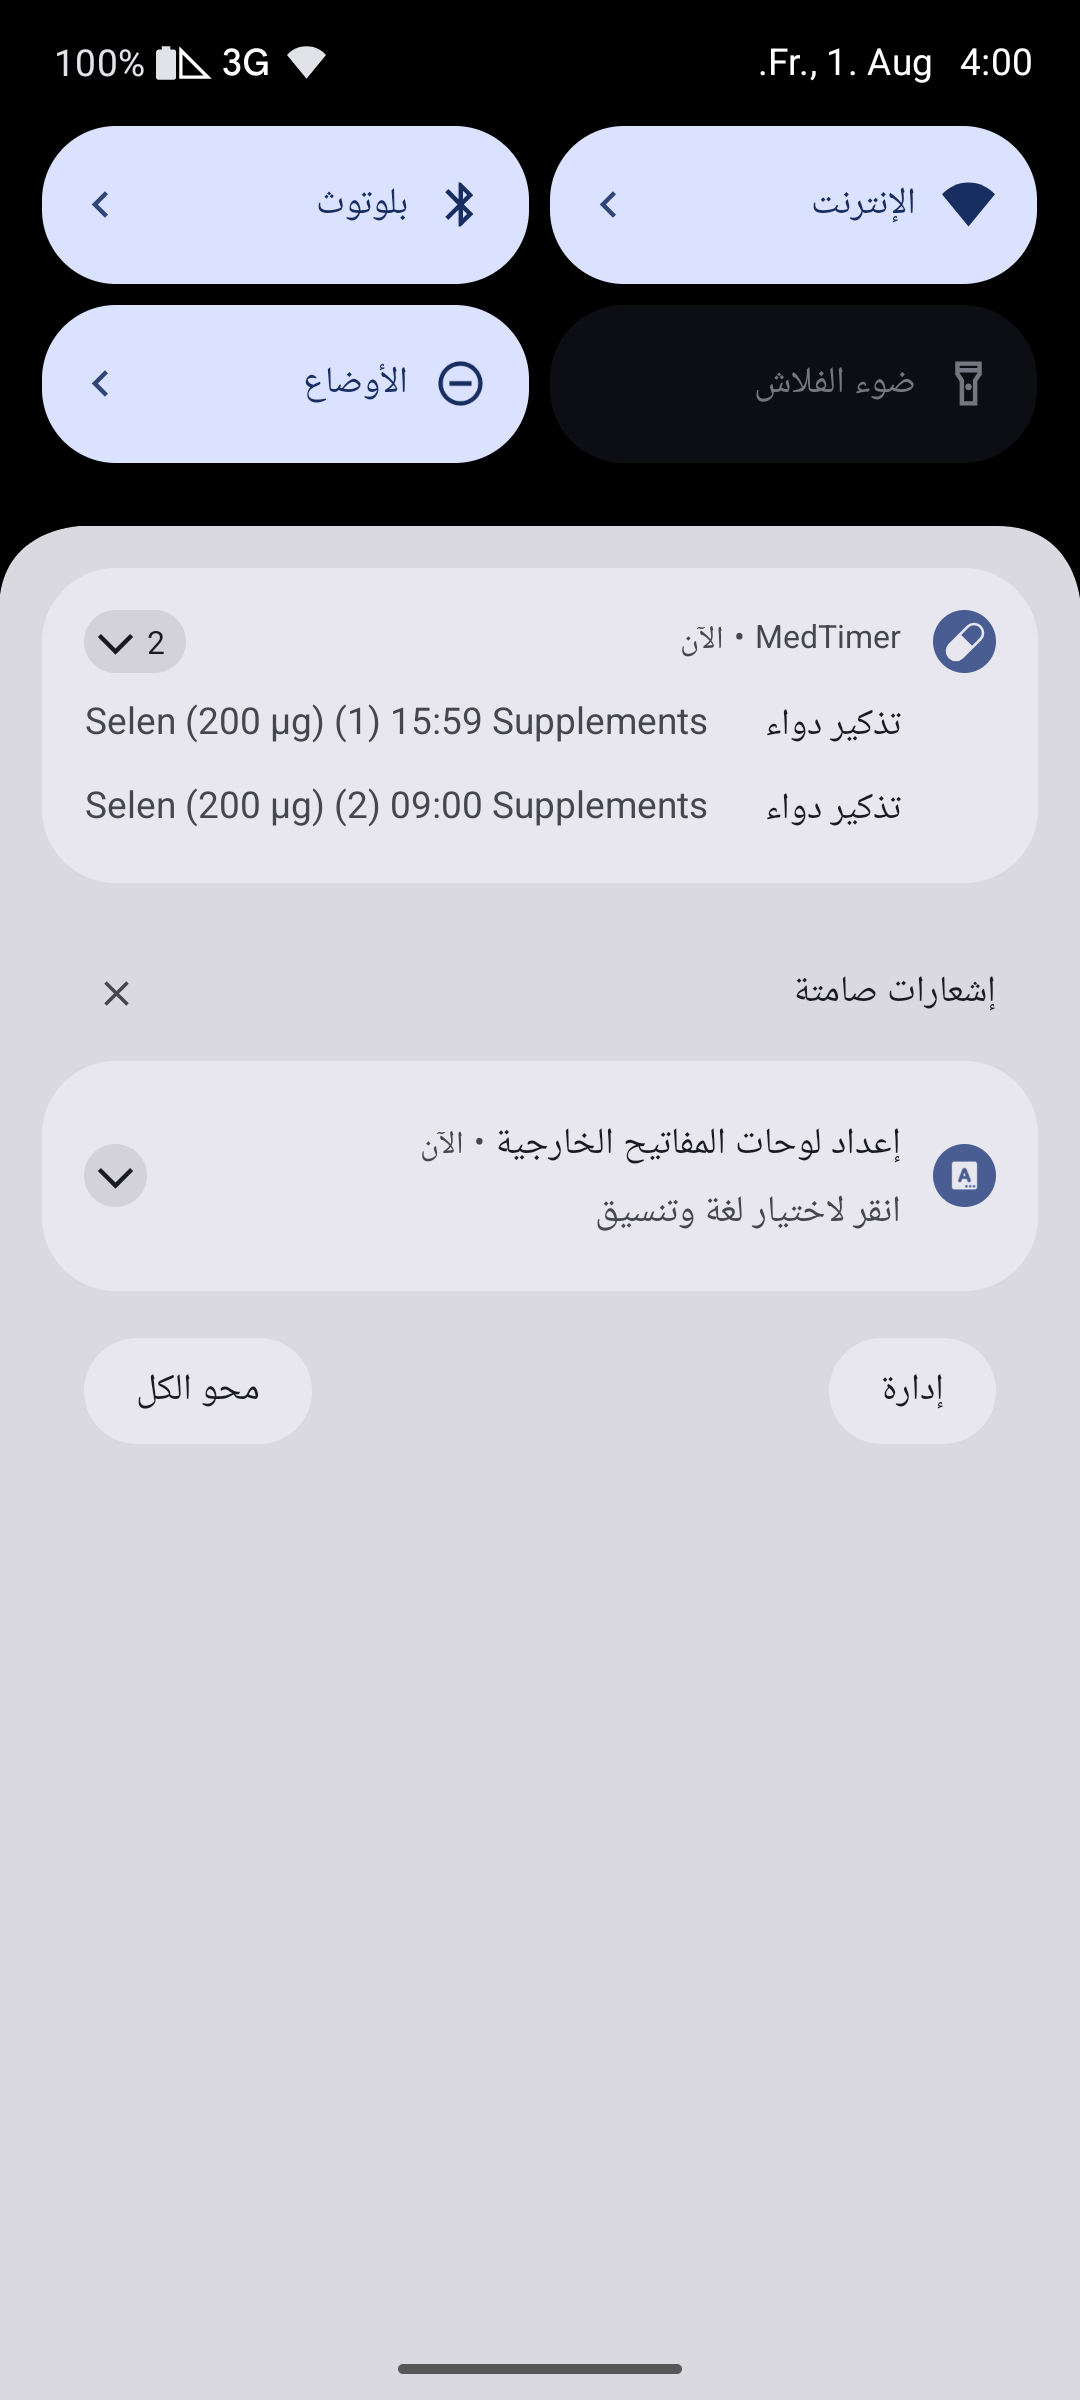 .Fr., 1. Aug 4:00
100% 3G
الإنترنت
بلوتوث
ضوء الفلاش
الأوضاع
MedTimer • الآن
2
تذكير دواء Selen (200 µg) (1) 15:59 Supplements
تذكير دواء Selen (200 µg) (2) 09:00 Supplements
إشعارات صامتة
إعداد لوحات المفاتيح الخارجية • الآن
انقر لاختيار لغة وتنسيق
إدارة
محو الكل